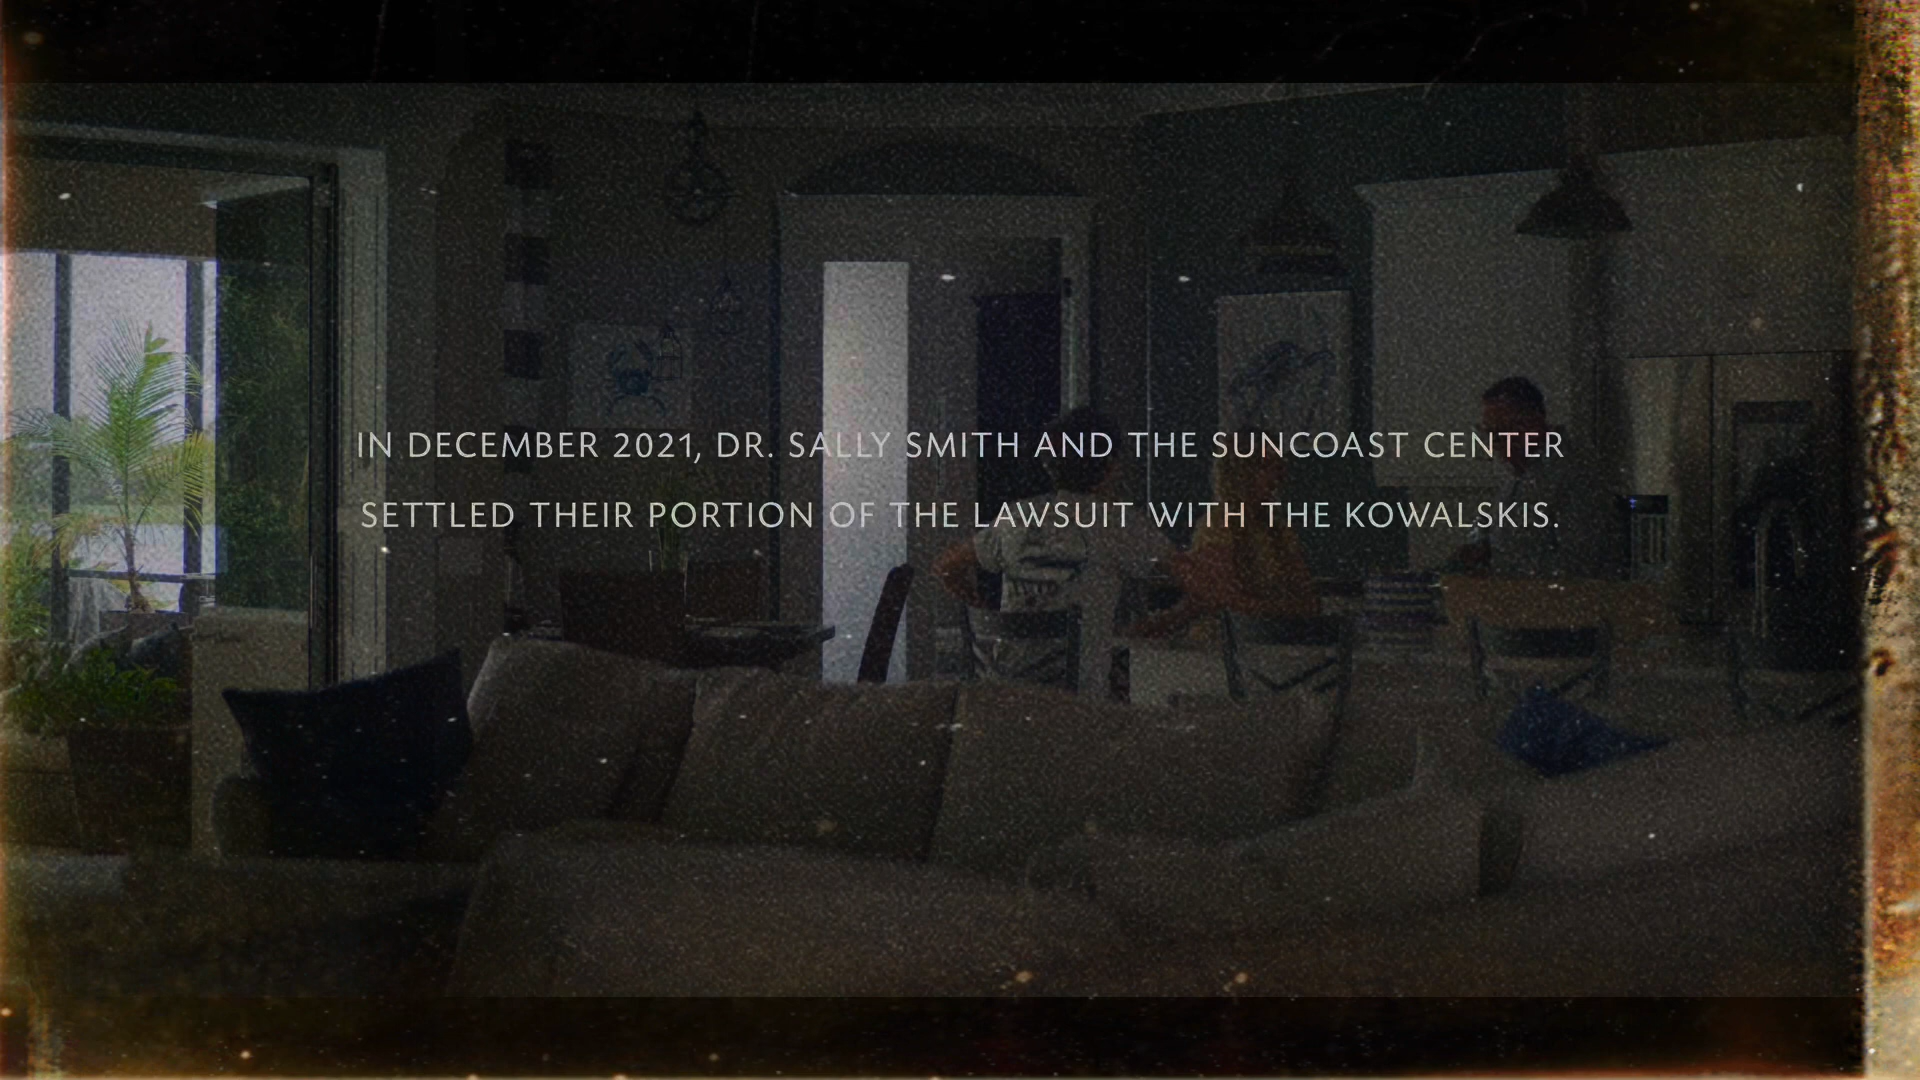 IN DECEMBER 2021, DR. SALLY SMITH AND THE SUNCOAST CENTER
SETTLED THEIR PORTION OF THE LAWSUIT WITH THE KOWALSKIS.